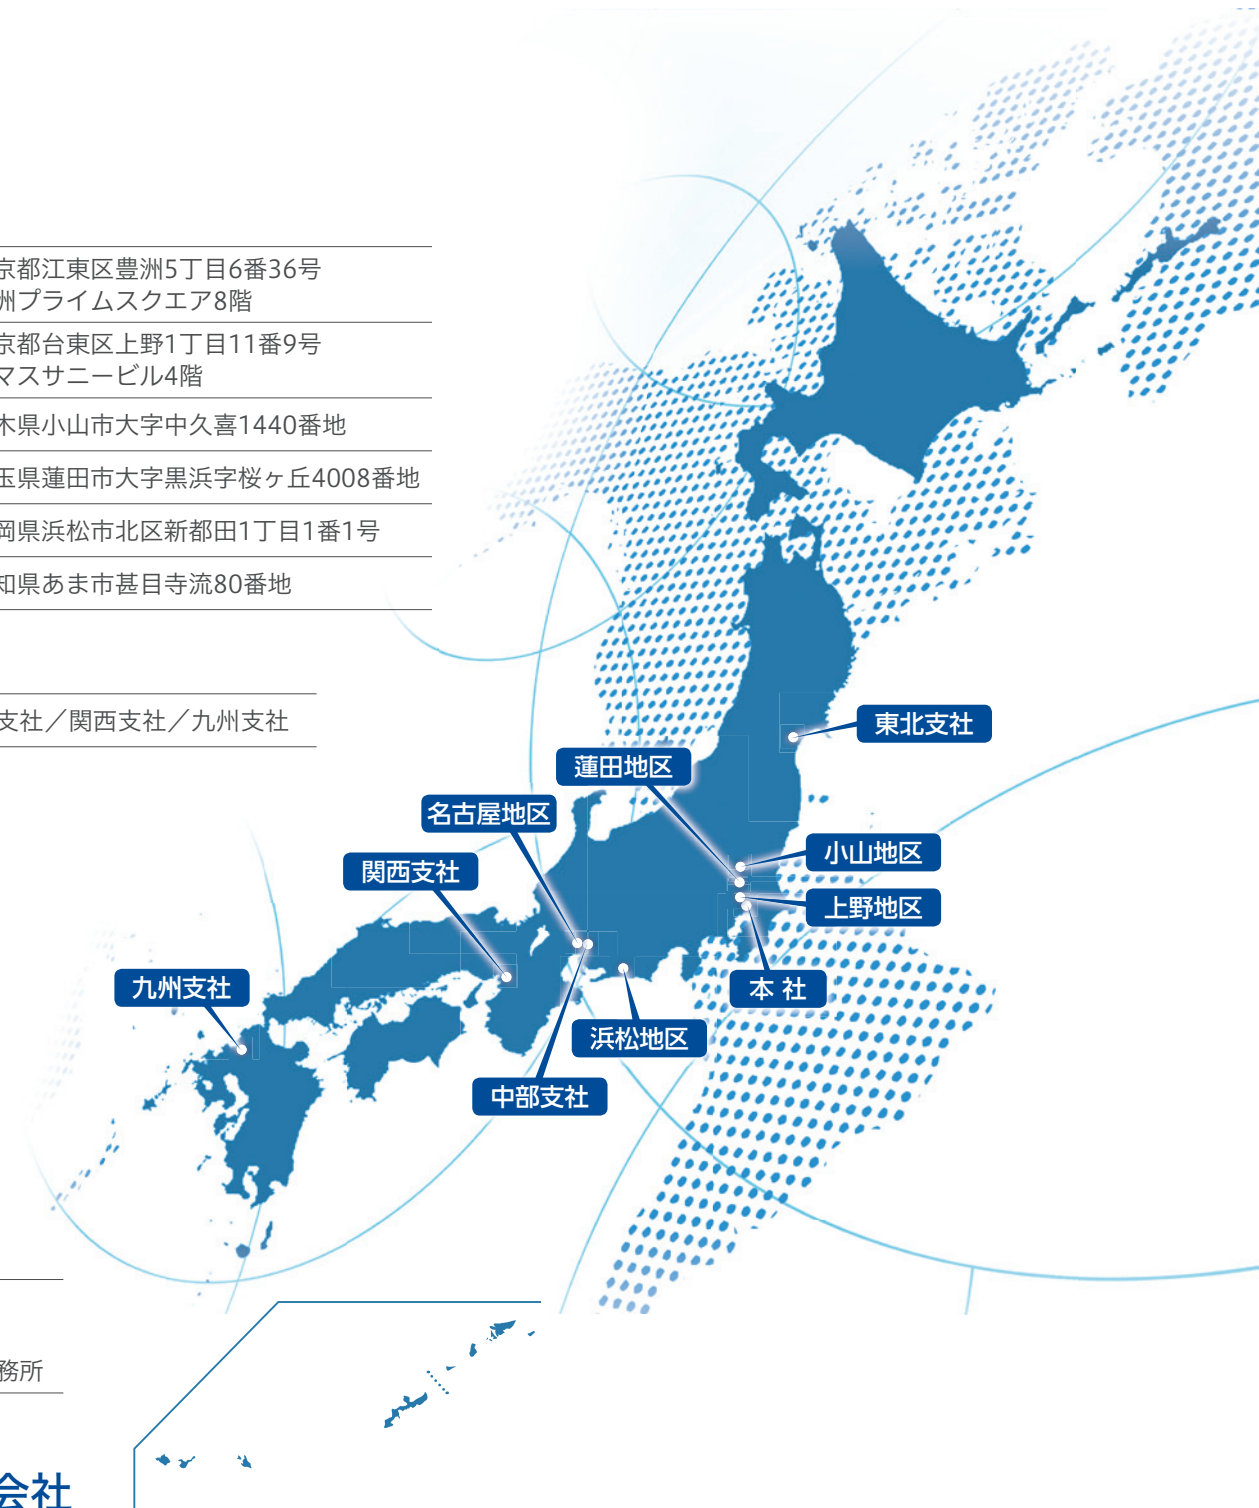 京都江東区豊洲5丁目6番36号
洲プライムスクエア8階
京都台東区上野1丁目11番9号
マスサニービル4階
木県小山市大字中久喜1440番地
玉県蓮田市大字黒浜字桜ヶ丘4008番地
岡県浜松市北区新都田1丁目1番1号
知県あま市甚目寺流80番地
支社／関西支社／九州支社
東北支社
蓮田地区
名古屋地区
小山地区
関西支社
上野地区
九州支社
本 社
浜松地区
中部支社
務所
会社